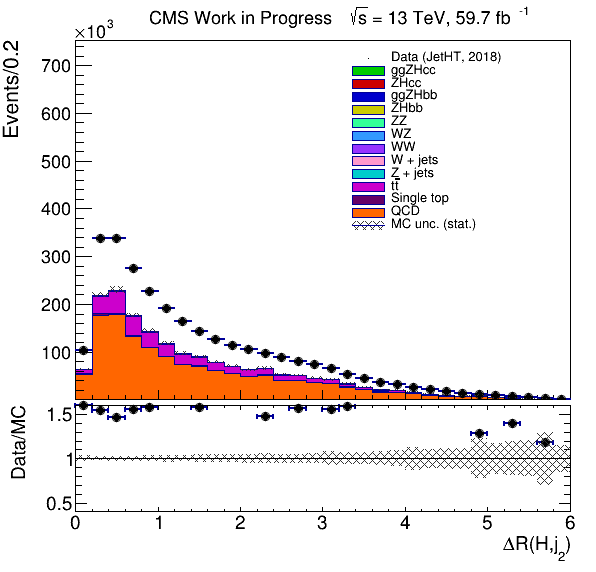 CMS Work in Progress √s = 13 TeV, 59.7 fb⁻¹
×10³
Events/0.2
700
600
500
400
300
200
100
Data (JetHT, 2018)
ggZHcc
ZHcc
ggZHbb
ZHbb
ZZ
WZ
WW
W + jets
Z + jets
tt̅
Single top
QCD
MC unc. (stat.)
Data/MC
1.5
1
0.5
0 1 2 3 4 5 6
ΔR(H,j₂)